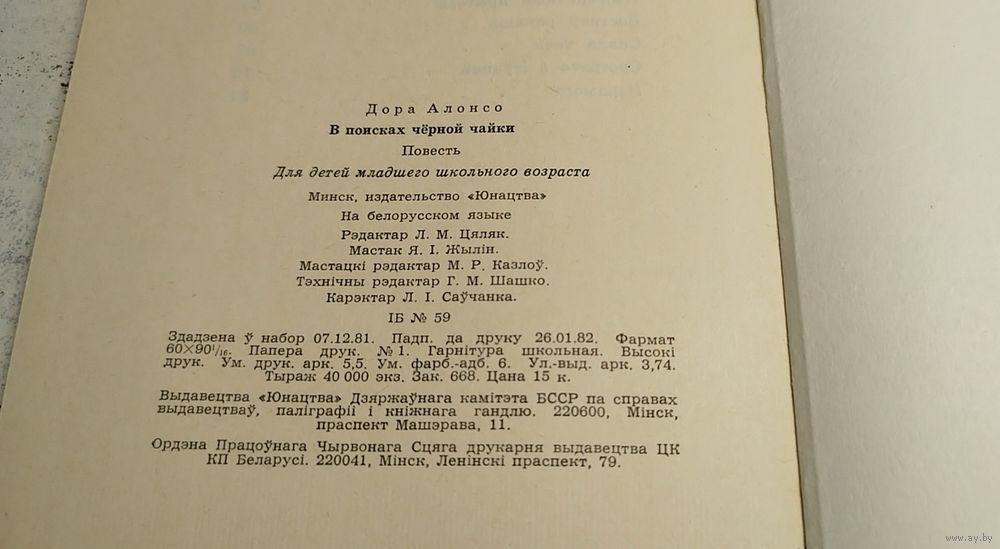 Дора Алонсо
В поисках чёрной чайки
Повесть
Для детей младшего школьного возраста
Минск, издательство «Юнацтва»
На белорусском языке
Рэдактар Л. М. Цяляк.
Мастак Я. І. Жылін.
Мастацкі рэдактар М. Р. Казлоў.
Тэхнічны рэдактар Г. М. Шашко.
Карэктар Л. І. Саўчанка.
ІБ № 59
Здадзена ў набор 07.12.81. Падп. да друку 26.01.82. Фармат
60×90¹/₁₆. Папера друк. № 1. Гарнітура школьная. Высокі
друк. Ум. друк. арк. 5,5. Ум. фарб.-адб. 6. Ул.-выд. арк. 3,74.
Тыраж 40 000 экз. Зак. 668. Цана 15 к.
Выдавецтва «Юнацтва» Дзяржаўнага камітэта БССР па справах
выдавецтваў, паліграфіі і кніжнага гандлю. 220600, Мінск,
праспект Машэрава, 11.
Ордэна Працоўнага Чырвонага Сцяга друкарня выдавецтва ЦК
КП Беларусі. 220041, Мінск, Ленінскі праспект, 79.
www.ay.by